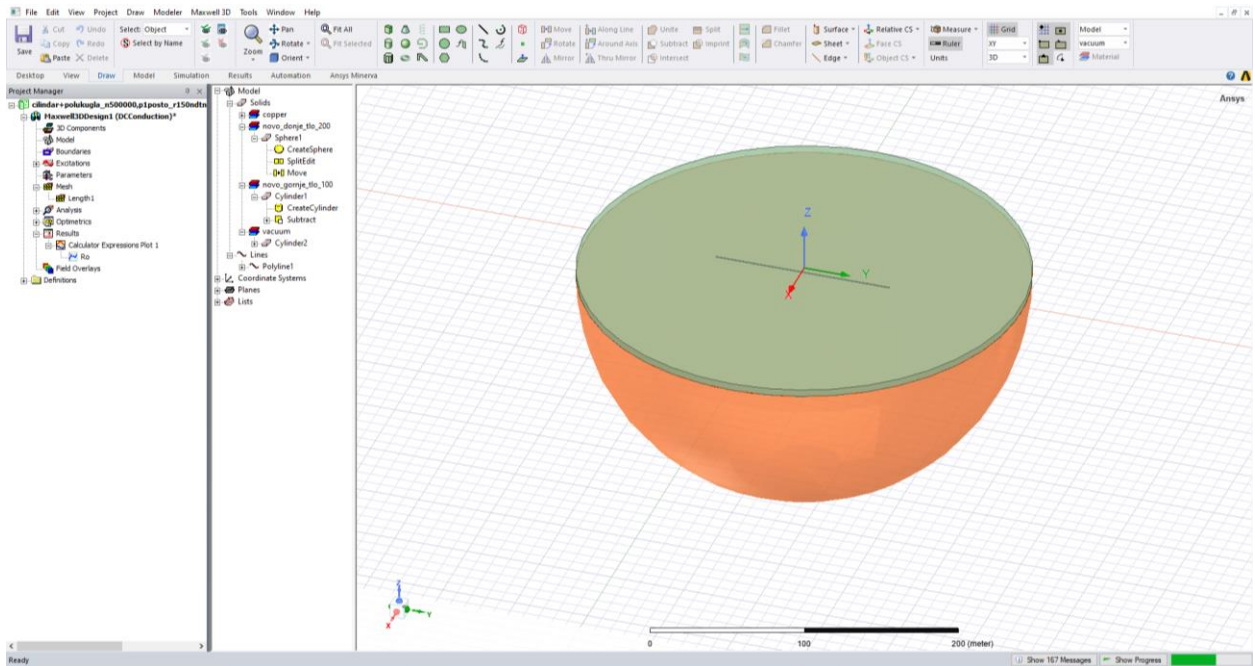 File Edit View Project Draw Modeler Maxwell 3D Tools Window Help
Save
Cut Undo
Copy Redo
Paste Delete
Select: Object
Select by Name
Zoom
Pan
Rotate
Orient
Fit All
Fit Selected
Move Along Line
Rotate Around Axis
Mirror Thru Mirror
Unite Split
Subtract Imprint
Intersect
Fillet
Chamfer
Surface
Sheet
Edge
Relative CS
Face CS
Object CS
Measure
Ruler
Units
Grid
XY
3D
Model
vacuum
Material
Desktop View Draw Model Simulation Results Automation Ansys Minerva
Project Manager
cilindar+polukugla_n500000,p1posto_r150ndtn
Maxwell3DDesign1 (DCConduction)*
3D Components
Model
Boundaries
Excitations
Parameters
Mesh
Length1
Analysis
Optimetrics
Results
Calculator Expressions Plot 1
Ro
Field Overlays
Definitions
Model
Solids
copper
novo_donje_tlo_200
Sphere1
CreateSphere
SplitEdit
Move
novo_gornje_tlo_100
Cylinder1
CreateCylinder
Subtract
vacuum
Cylinder2
Lines
Polyline1
Coordinate Systems
Planes
Lists
Ansys
Z
Y
X
Z
Y
X
0 100 200 (meter)
Ready
Show 167 Messages Show Progress